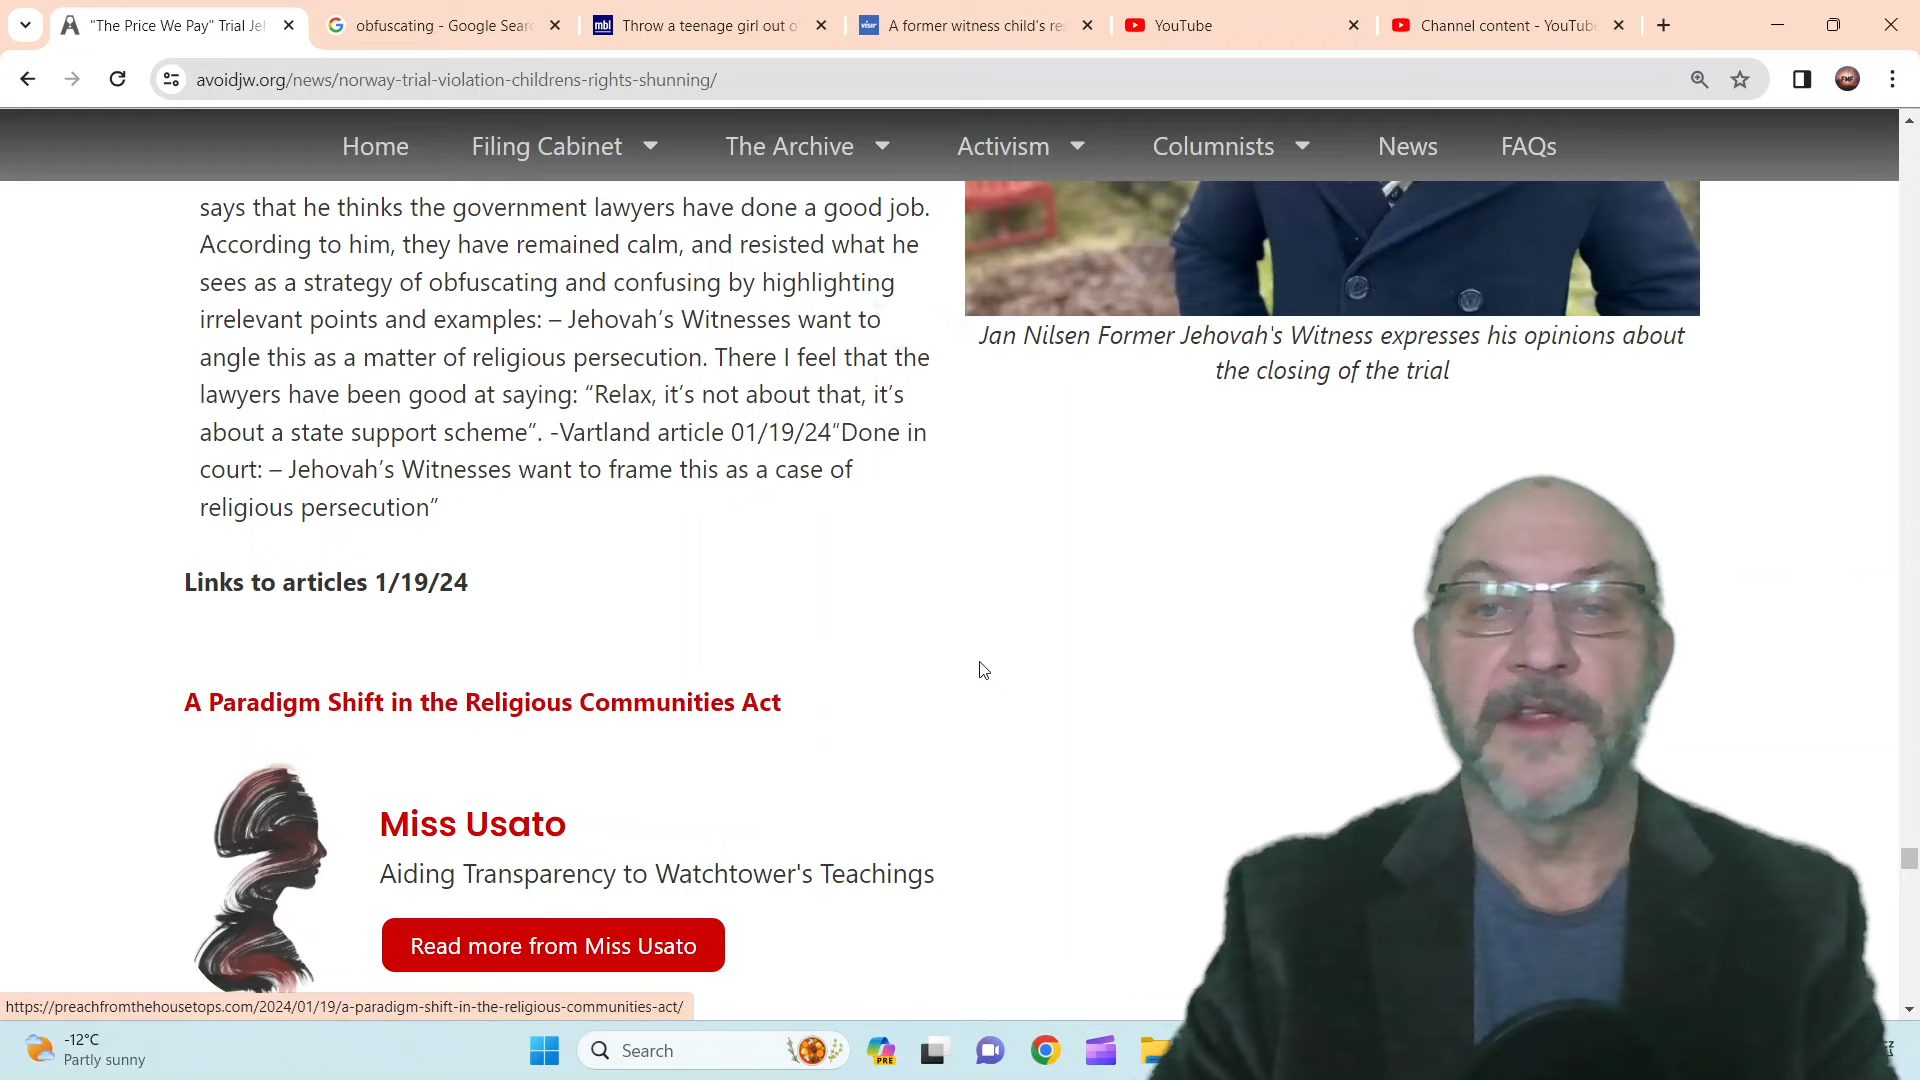 "The Price We Pay" Trial Jeh
obfuscating - Google Searc
mbl
Throw a teenage girl out o
vísir
A former witness child's res
YouTube
Channel content - YouTube
avoidjw.org/news/norway-trial-violation-childrens-rights-shunning/
Home
Filing Cabinet
The Archive
Activism
Columnists
News
FAQs
says that he thinks the government lawyers have done a good job.
According to him, they have remained calm, and resisted what he
sees as a strategy of obfuscating and confusing by highlighting
irrelevant points and examples: – Jehovah’s Witnesses want to
angle this as a matter of religious persecution. There I feel that the
lawyers have been good at saying: “Relax, it’s not about that, it’s
about a state support scheme”. -Vartland article 01/19/24”Done in
court: – Jehovah’s Witnesses want to frame this as a case of
religious persecution”
Jan Nilsen Former Jehovah's Witness expresses his opinions about
the closing of the trial
Links to articles 1/19/24
A Paradigm Shift in the Religious Communities Act
Miss Usato
Aiding Transparency to Watchtower's Teachings
Read more from Miss Usato
https://preachfromthehousetops.com/2024/01/19/a-paradigm-shift-in-the-religious-communities-act/
-12°C
Partly sunny
Search
PRE